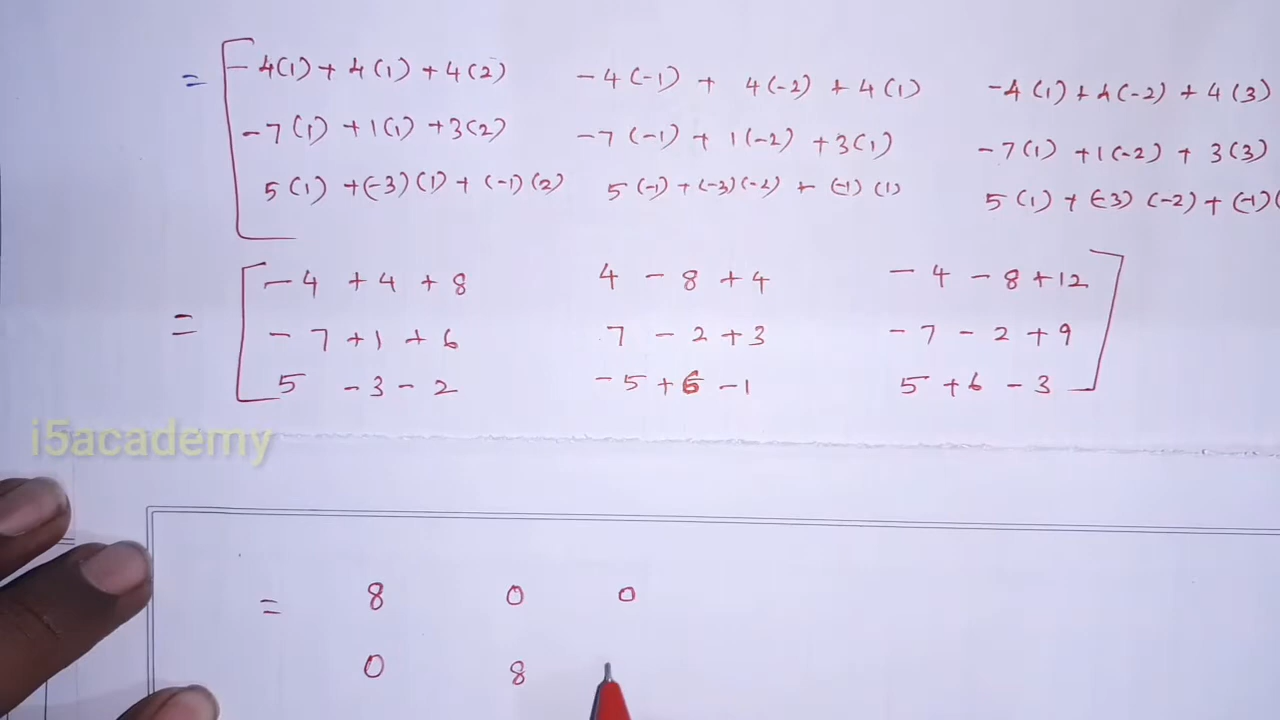 = -4(1) + 4(1) + 4(2) -4(-1) + 4(-2) + 4(1) -4(1) + 4(-2) + 4(3)
-7(1) + 1(1) + 3(2) -7(-1) + 1(-2) + 3(1) -7(1) + 1(-2) + 3(3)
5(1) + (-3)(1) + (-1)(2) 5(-1) + (-3)(-2) + (-1)(1) 5(1) + (-3)(-2) + (-1)(
= -4 + 4 + 8 4 - 8 + 4 -4 - 8 + 12
-7 + 1 + 6 7 - 2 + 3 -7 - 2 + 9
5 - 3 - 2 -5 + 6 - 1 5 + 6 - 3
i5academy
= 8 0 0
0 8